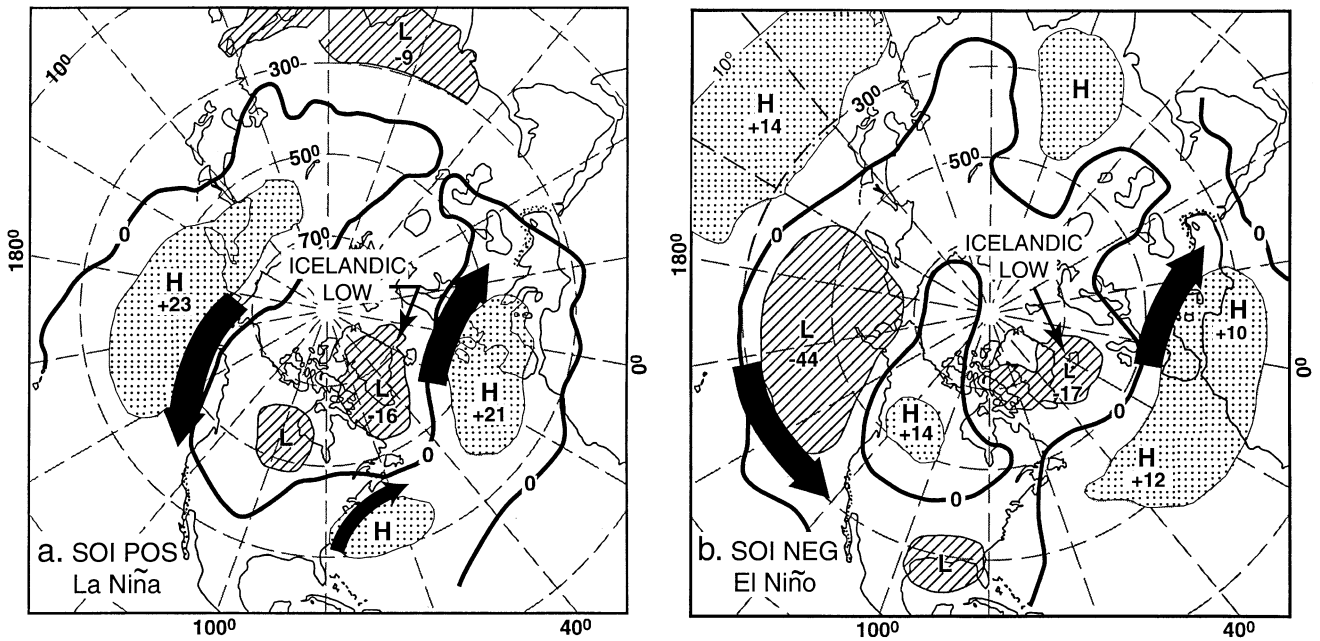 L
-9
10⁰
30⁰
50⁰
70⁰
0
180⁰
ICELANDIC
LOW
H
+23
L
-16
H
+21
0⁰
L
0
0
H
a. SOI POS
La Niña
100⁰
40⁰
10⁰
H
+14
30⁰
H
50⁰
0
180⁰
ICELANDIC
LOW
0
L
-44
H
+10
L
-17
0⁰
H
+14
0
H
+12
0
b. SOI NEG
El Niño
L
100⁰
40⁰